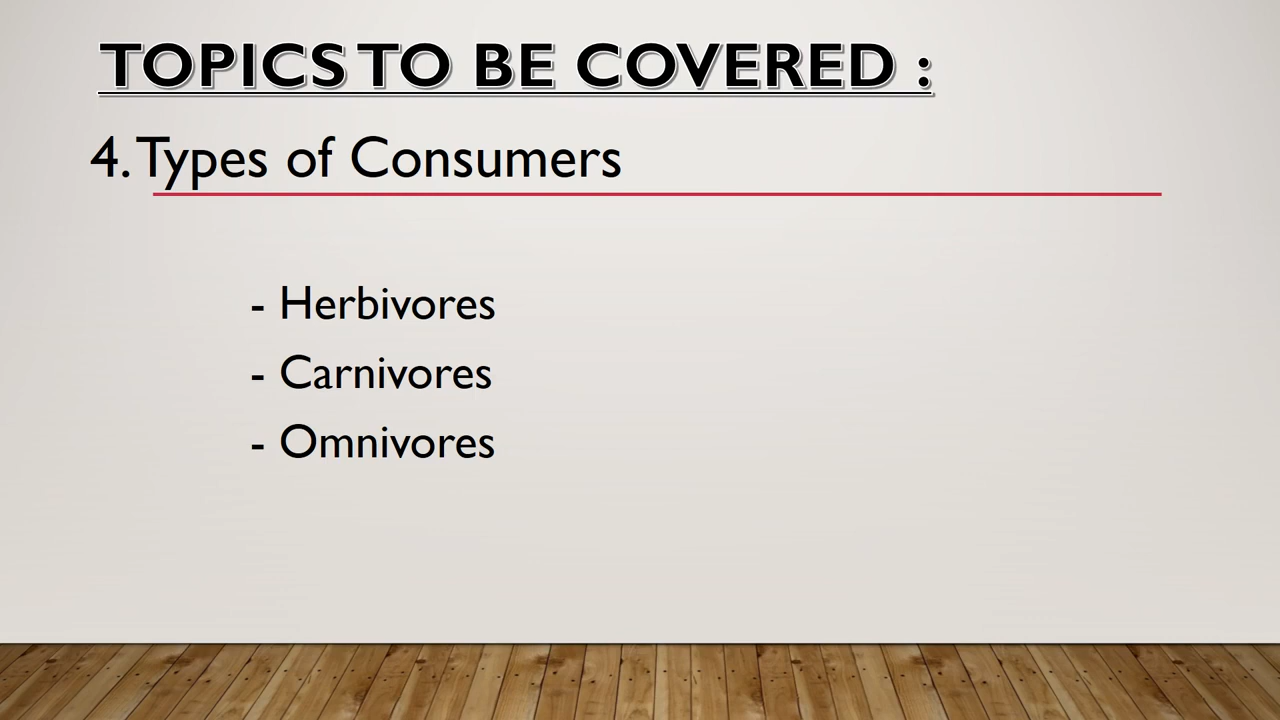 TOPICS TO BE COVERED :
4. Types of Consumers
- Herbivores
- Carnivores
- Omnivores